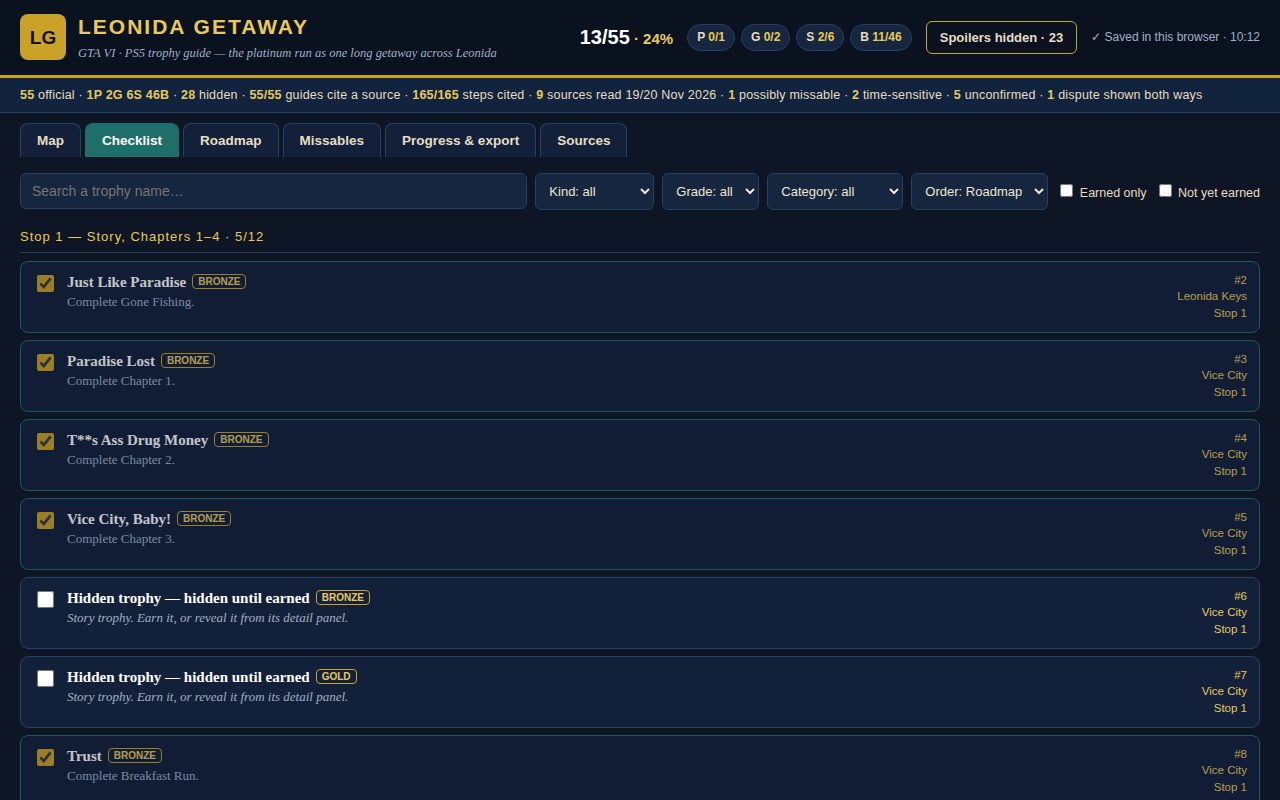 LG
LEONIDA GETAWAY
GTA VI · PS5 trophy guide — the platinum run as one long getaway across Leonida
13/55 · 24%
P 0/1
G 0/2
S 2/6
B 11/46
Spoilers hidden · 23
✓ Saved in this browser · 10:12
55 official · 1P 2G 6S 46B · 28 hidden · 55/55 guides cite a source · 165/165 steps cited · 9 sources read 19/20 Nov 2026 · 1 possibly missable · 2 time-sensitive · 5 unconfirmed · 1 dispute shown both ways
Map
Checklist
Roadmap
Missables
Progress & export
Sources
Search a trophy name…
Kind: all
Grade: all
Category: all
Order: Roadmap
Earned only
Not yet earned
Stop 1 — Story, Chapters 1–4 · 5/12
Just Like Paradise BRONZE
Complete Gone Fishing.
#2
Leonida Keys
Stop 1
Paradise Lost BRONZE
Complete Chapter 1.
#3
Vice City
Stop 1
T**s Ass Drug Money BRONZE
Complete Chapter 2.
#4
Vice City
Stop 1
Vice City, Baby! BRONZE
Complete Chapter 3.
#5
Vice City
Stop 1
Hidden trophy — hidden until earned BRONZE
Story trophy. Earn it, or reveal it from its detail panel.
#6
Vice City
Stop 1
Hidden trophy — hidden until earned GOLD
Story trophy. Earn it, or reveal it from its detail panel.
#7
Vice City
Stop 1
Trust BRONZE
Complete Breakfast Run.
#8
Vice City
Stop 1